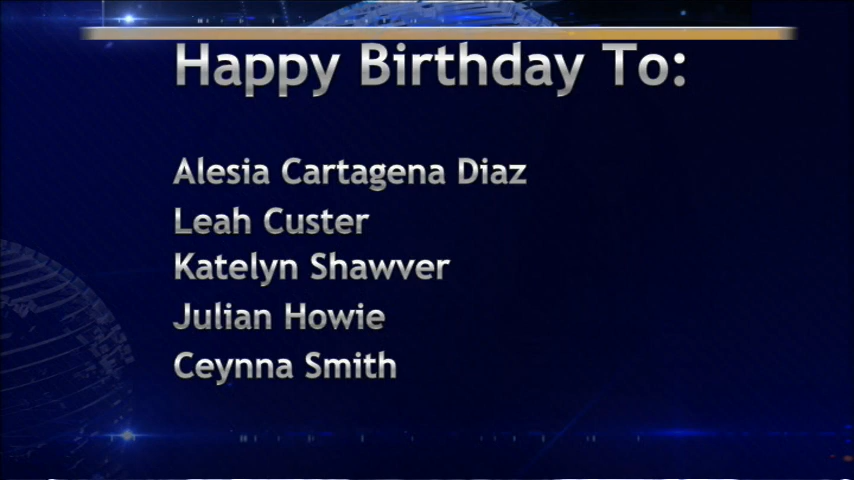 Happy Birthday To:
Alesia Cartagena Diaz
Leah Custer
Katelyn Shawver
Julian Howie
Ceynna Smith